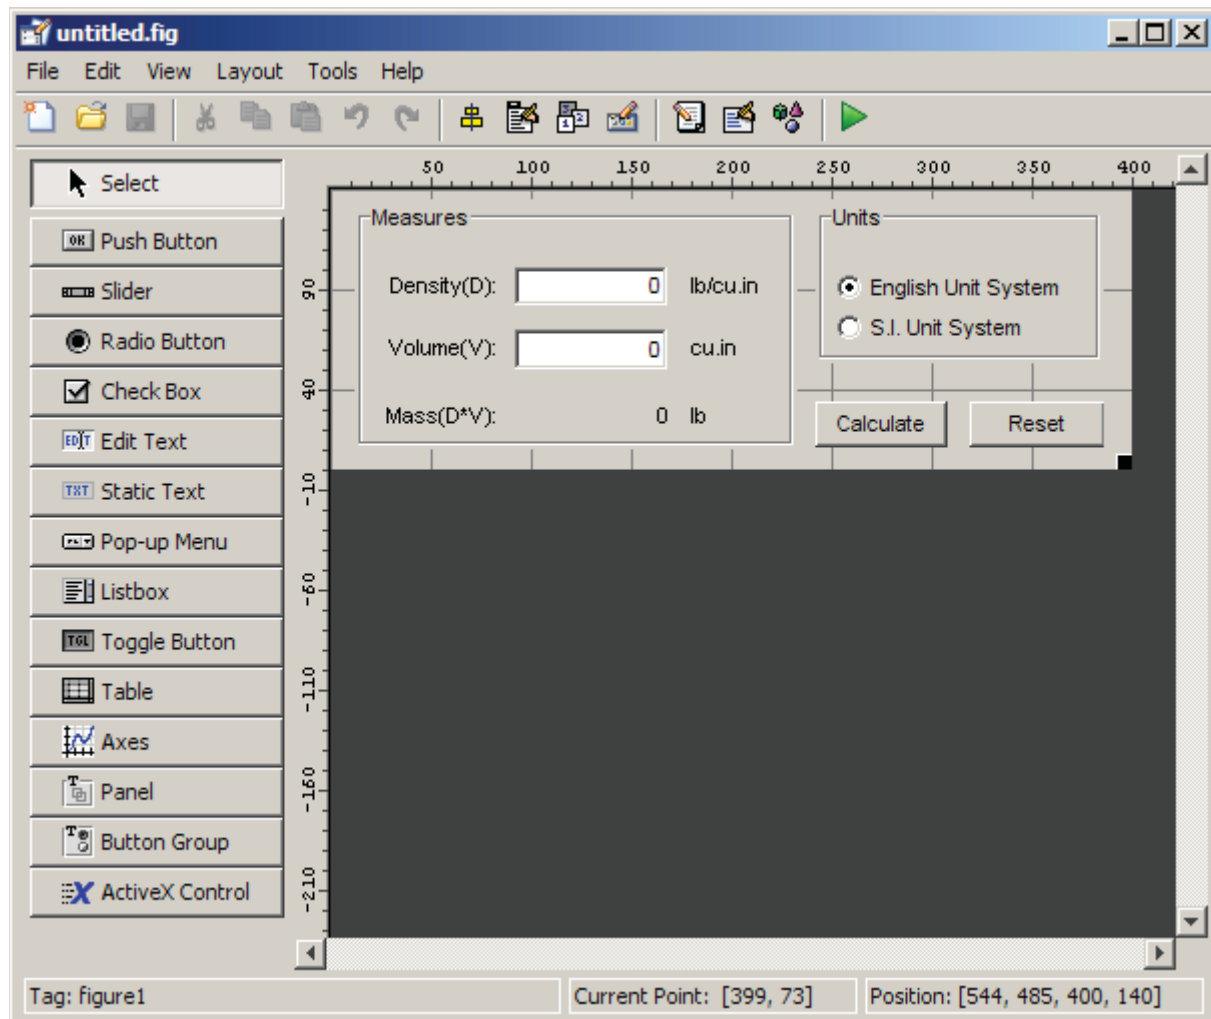 untitled.fig
File Edit View Layout Tools Help
Select
Push Button
Slider
Radio Button
Check Box
Edit Text
Static Text
Pop-up Menu
Listbox
Toggle Button
Table
Axes
Panel
Button Group
ActiveX Control
50 100 150 200 250 300 350 400
90
40
-10
-60
-110
-160
-210
Measures
Density(D): 0 lb/cu.in
Volume(V): 0 cu.in
Mass(D*V): 0 lb
Units
English Unit System
S.I. Unit System
Calculate Reset
Tag: figure1 Current Point: [399, 73] Position: [544, 485, 400, 140]